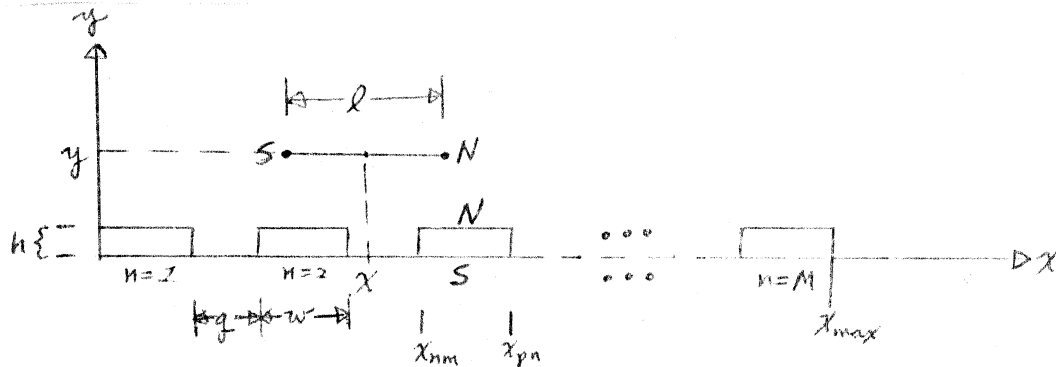 y
l
y S N
N
h{
n=1 n=2 x S n=M x
g w x_max
x_nm x_pn